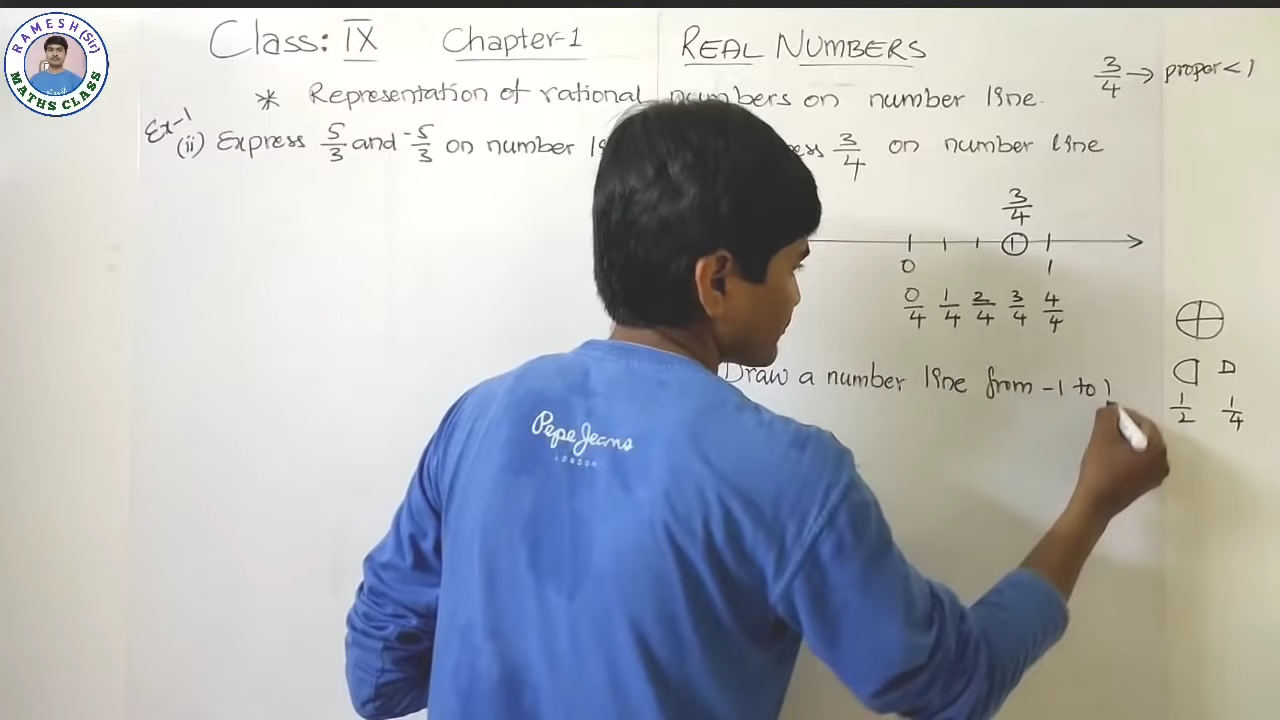 RAMESH (Sir)
MATHS CLASS
Class: IX Chapter-1 REAL NUMBERS
3/4 → proper < 1
* Representation of rational numbers on number line.
Ex-1
(ii) Express 5/3 and -5/3 on number
3/4 on number line
3/4
0 1
0/4 1/4 2/4 3/4 4/4
Draw a number line from -1 to 1
1/2 1/4
Pepe Jeans
LONDON